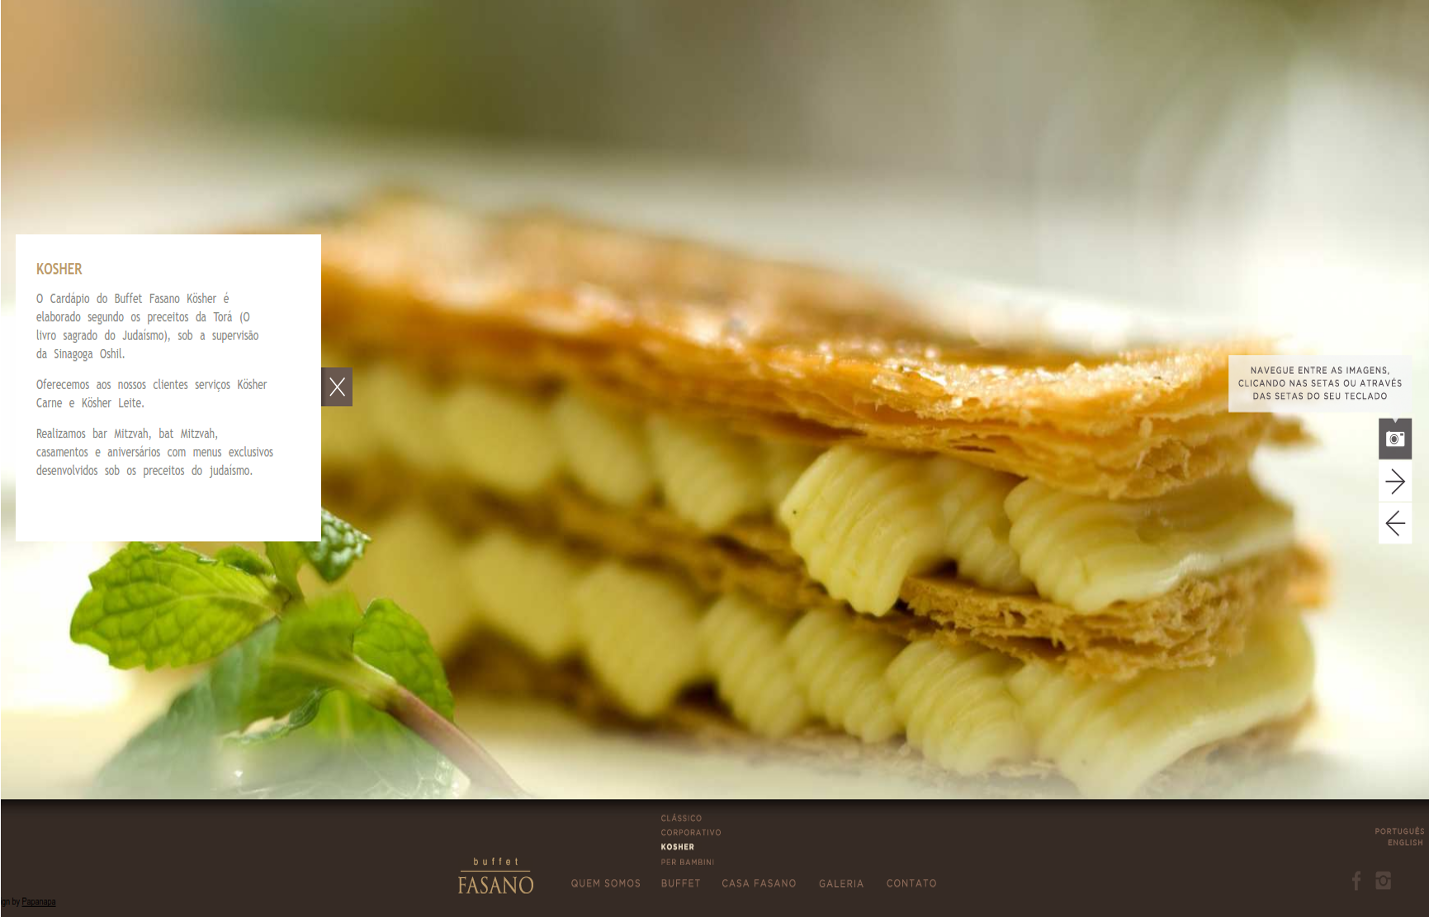 KOSHER
O Cardápio do Buffet Fasano Kösher é
elaborado segundo os preceitos da Torá (O
livro sagrado do Judaísmo), sob a supervisão
da Sinagoga Oshil.
Oferecemos aos nossos clientes serviços Kösher
Carne e Kösher Leite.
Realizamos bar Mitzvah, bat Mitzvah,
casamentos e aniversários com menus exclusivos
desenvolvidos sob os preceitos do judaísmo.
NAVEGUE ENTRE AS IMAGENS,
CLICANDO NAS SETAS OU ATRAVÉS
DAS SETAS DO SEU TECLADO
CLÁSSICO
CORPORATIVO
KOSHER
PER BAMBINI
buffet
FASANO
QUEM SOMOS BUFFET CASA FASANO GALERIA CONTATO
PORTUGUÊS
ENGLISH
gn by Papanapa